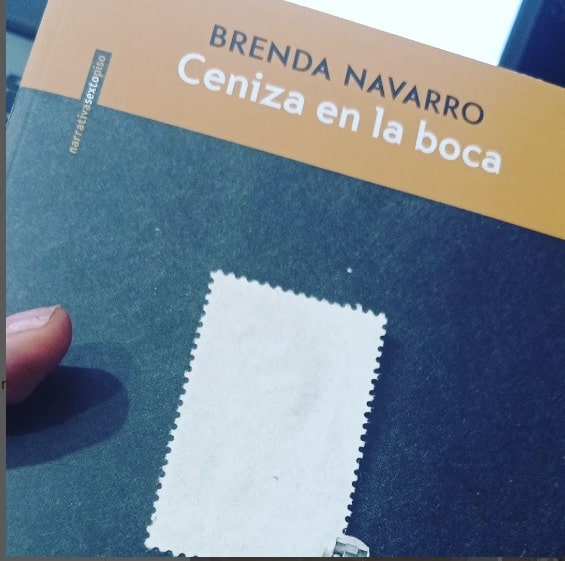 BRENDA NAVARRO
Ceniza en la boca
narrativasextopiso